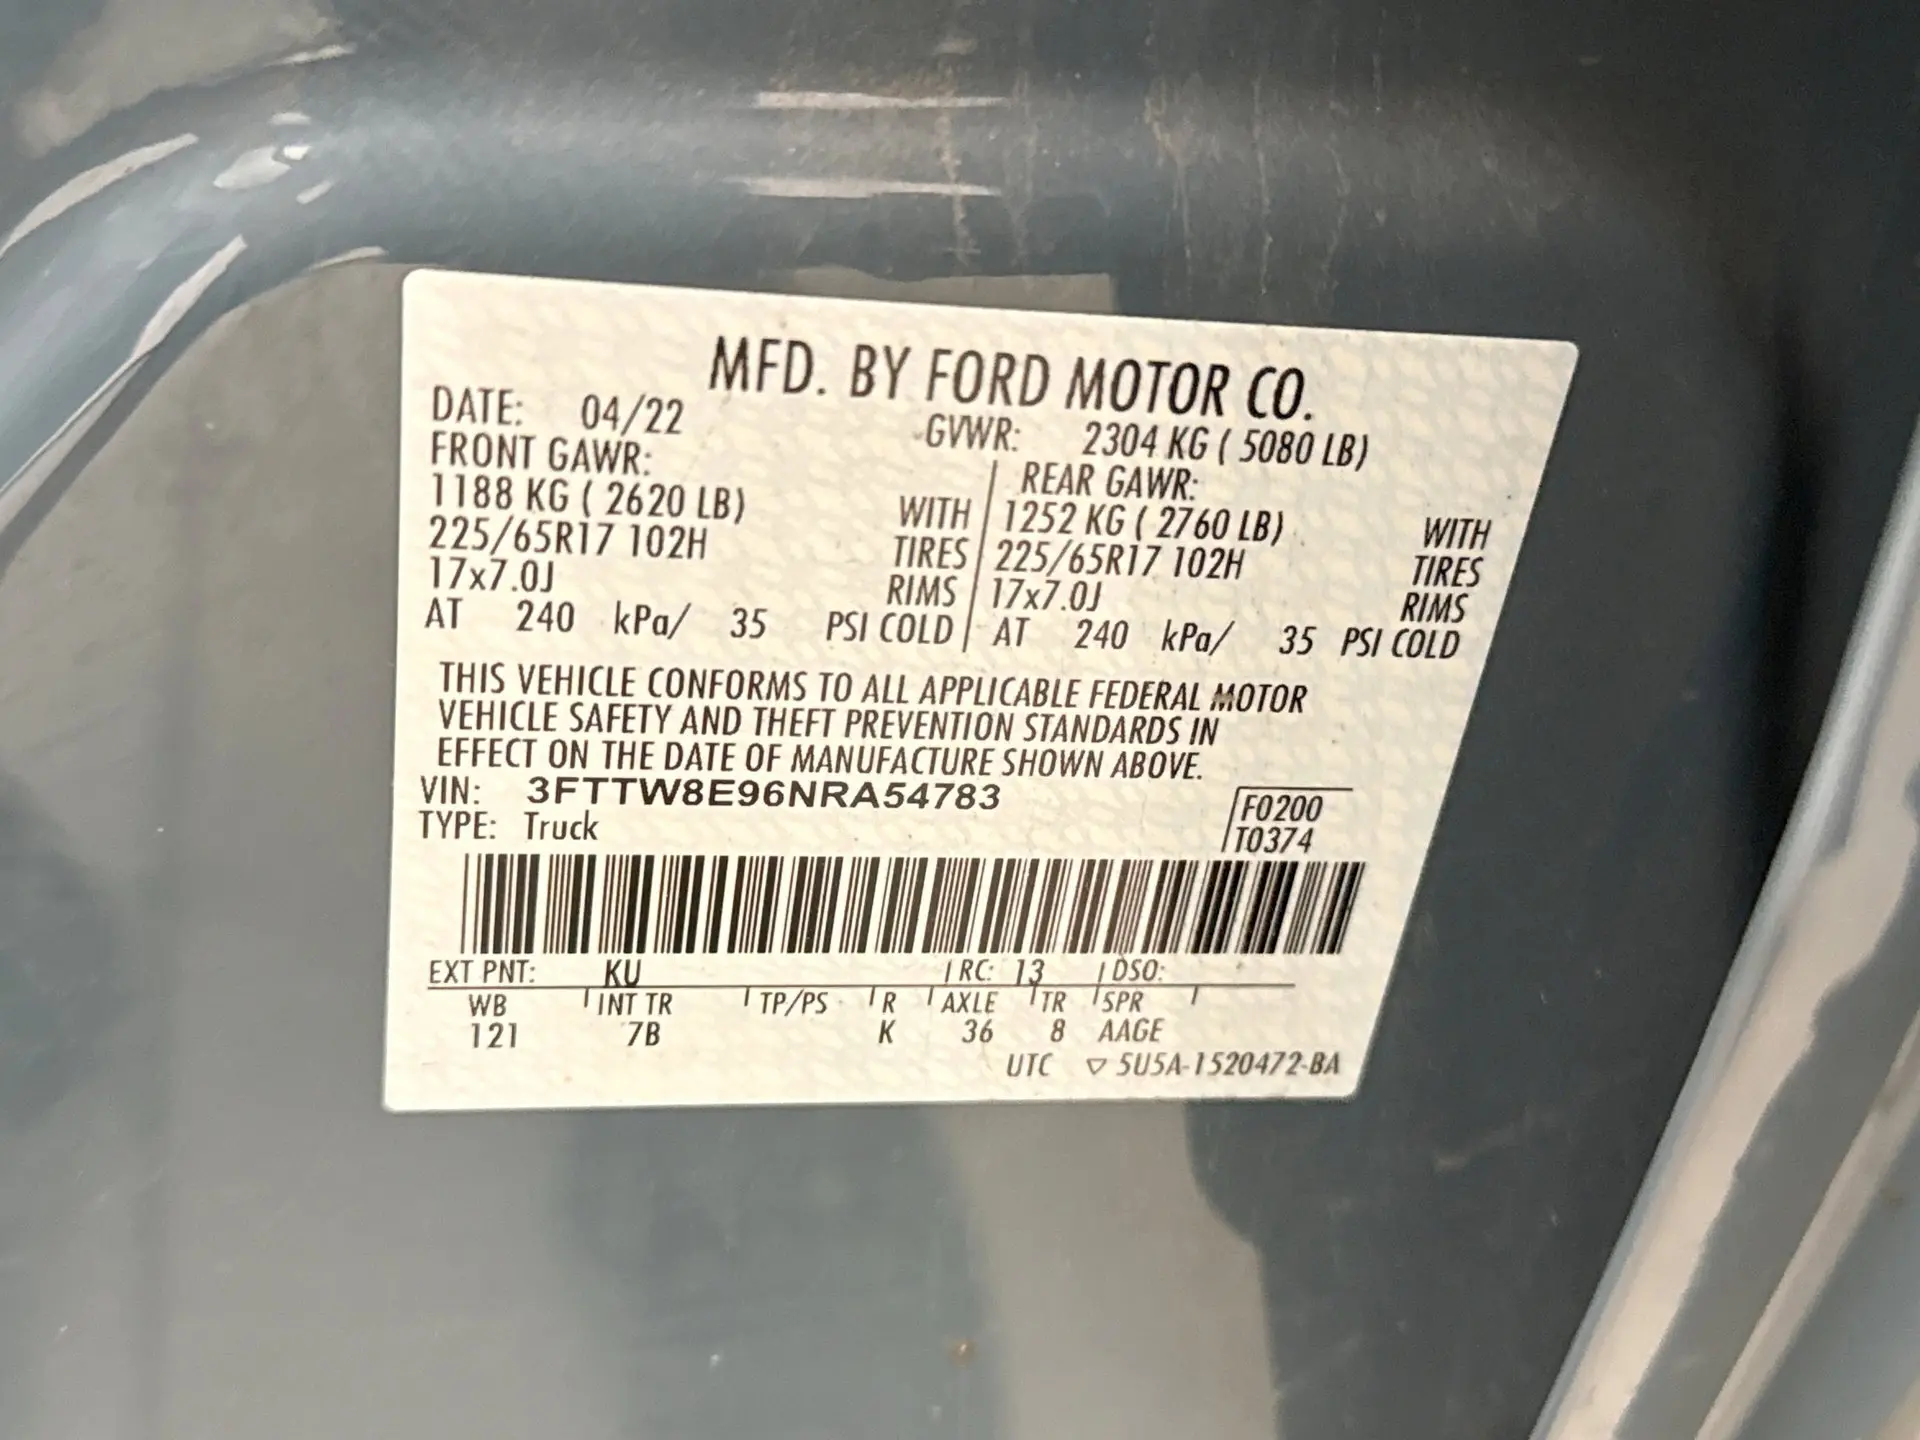 MFD. BY FORD MOTOR CO.
DATE: 04/22 GVWR: 2304 KG ( 5080 LB)
FRONT GAWR: REAR GAWR:
1188 KG ( 2620 LB) WITH 1252 KG ( 2760 LB) WITH
225/65R17 102H TIRES 225/65R17 102H TIRES
17x7.0J RIMS 17x7.0J RIMS
AT 240 kPa/ 35 PSI COLD AT 240 kPa/ 35 PSI COLD
THIS VEHICLE CONFORMS TO ALL APPLICABLE FEDERAL MOTOR
VEHICLE SAFETY AND THEFT PREVENTION STANDARDS IN
EFFECT ON THE DATE OF MANUFACTURE SHOWN ABOVE.
VIN: 3FTTW8E96NRA54783
F0200
TYPE: Truck T0374
EXT PNT: KU RC: 13 DSO:
WB INT TR TP/PS R AXLE TR SPR
121 7B K 36 8 AAGE
UTC ▽ 5U5A-1520472-BA